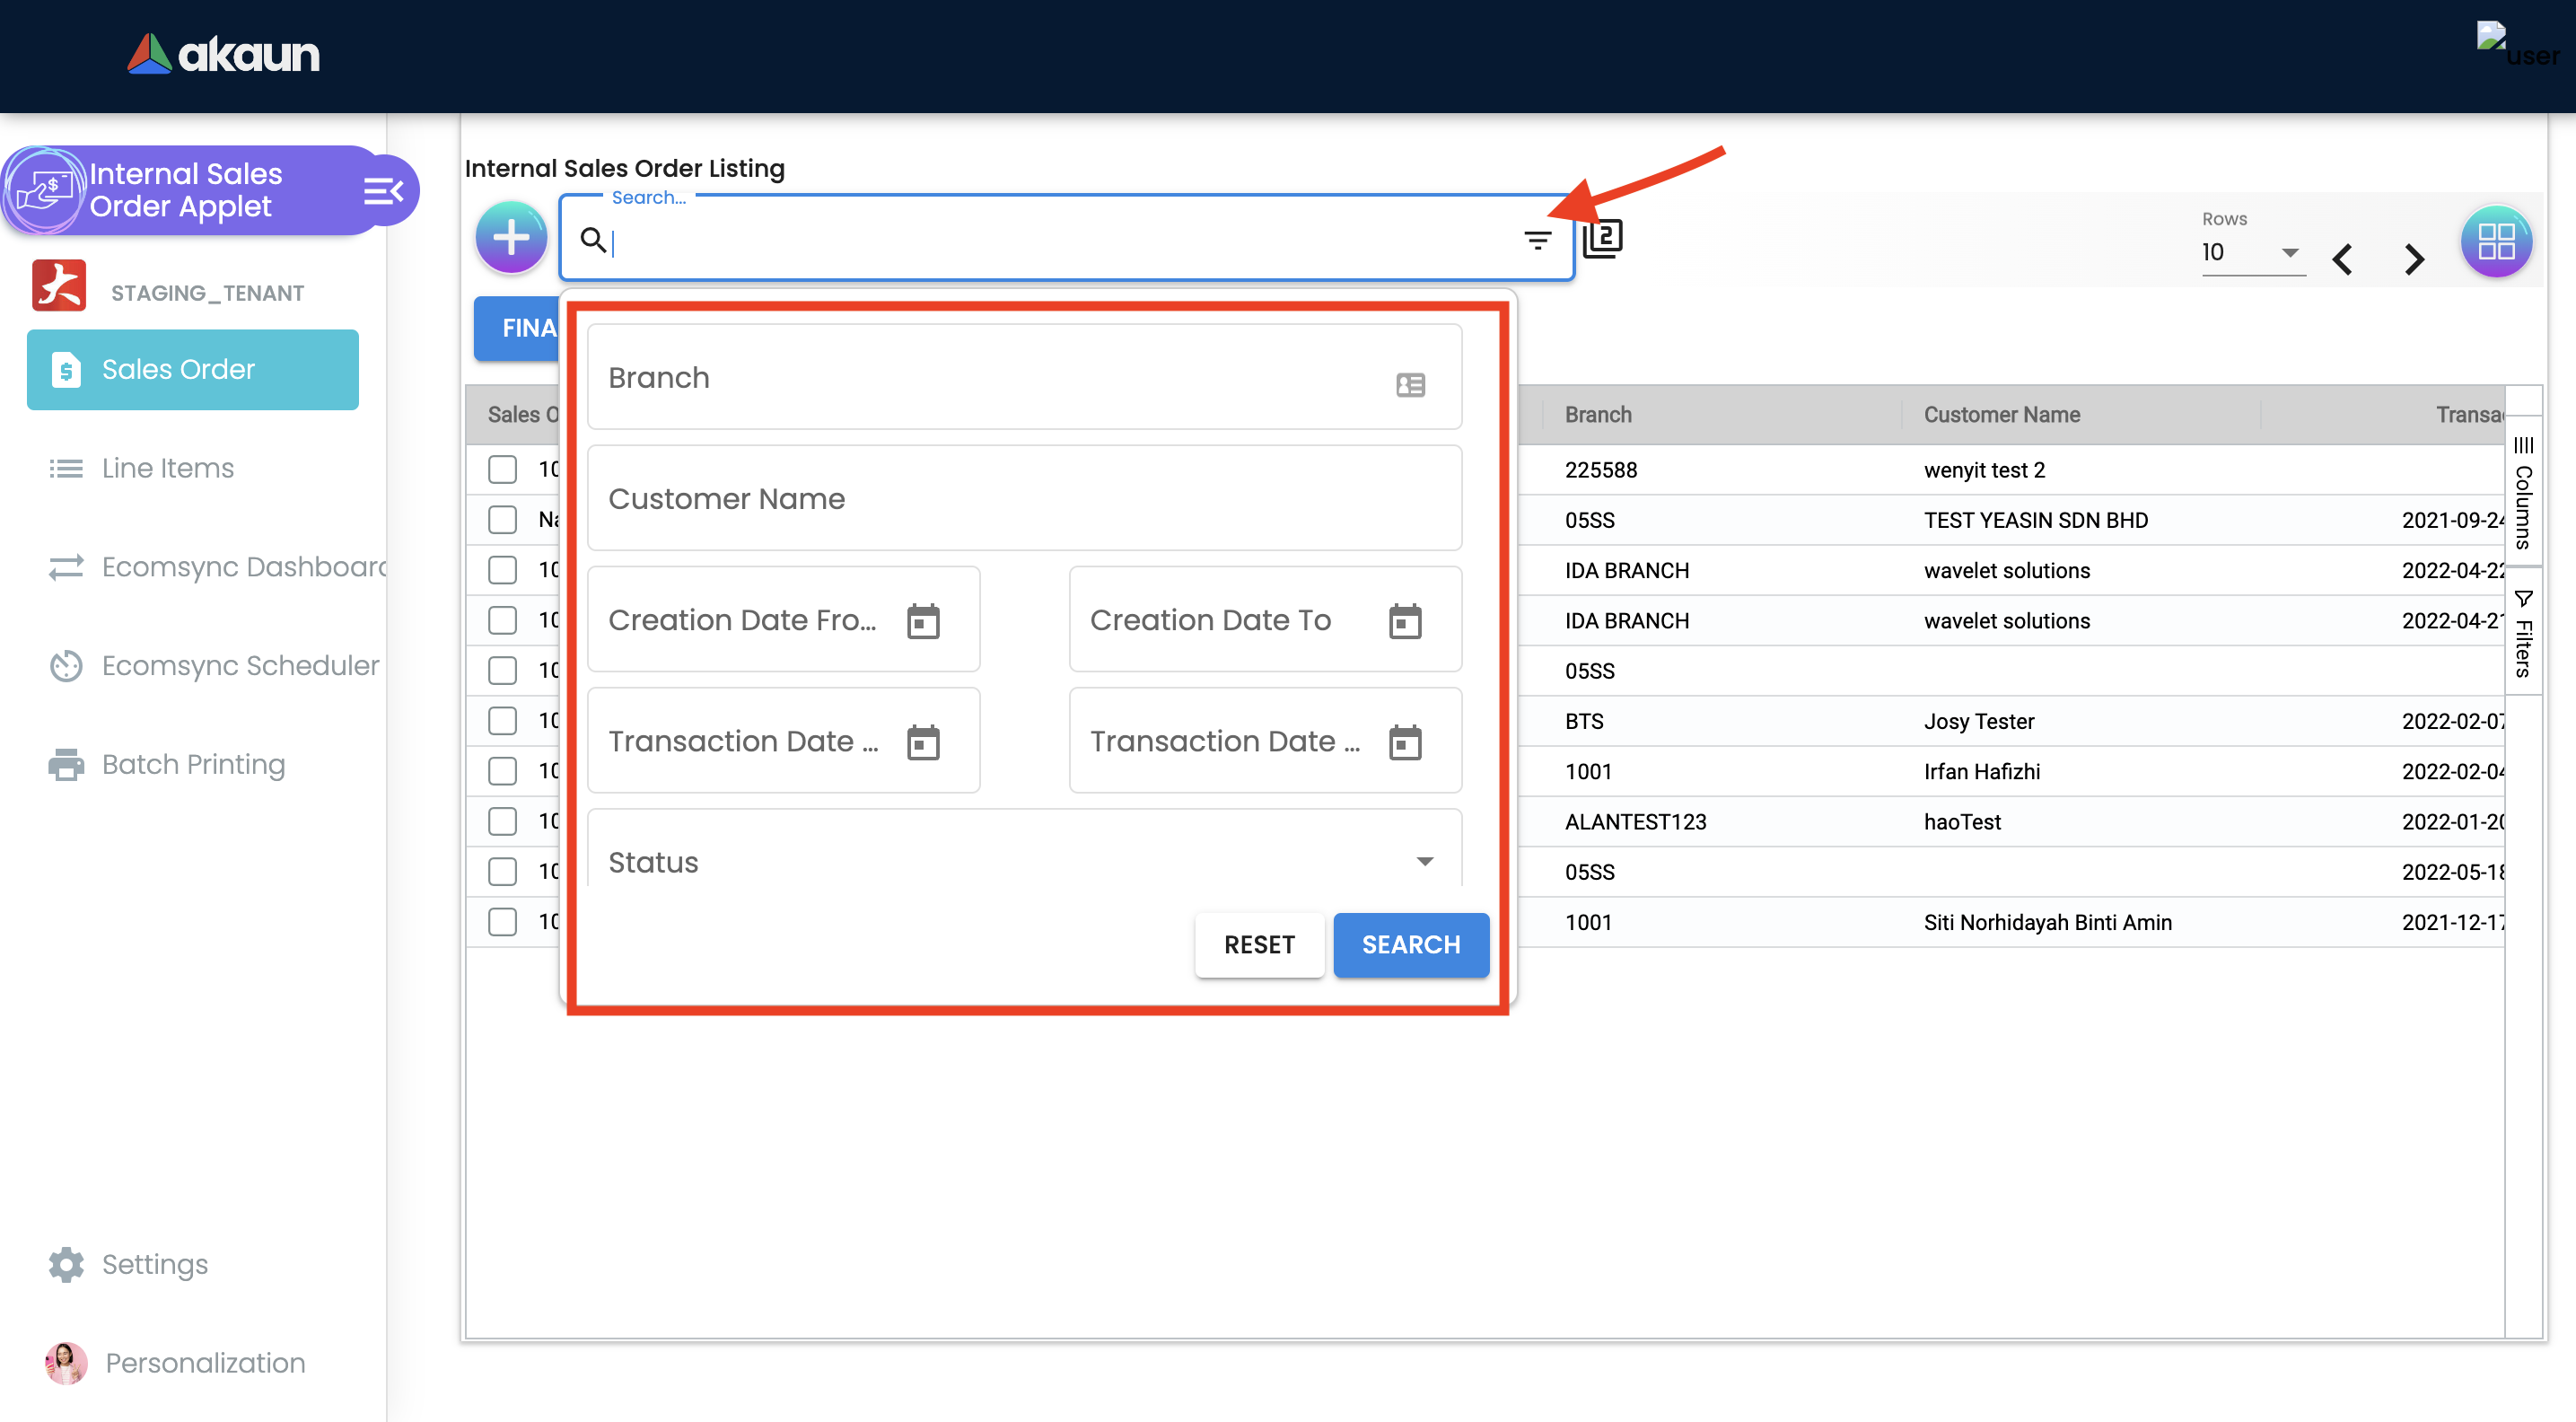 akaun
user
Internal Sales
Order Applet
STAGING_TENANT
Sales Order
Line Items
Ecomsync Dashboard
Ecomsync Scheduler
Batch Printing
Settings
Personalization
Internal Sales Order Listing
Search...
2
Rows
10
FINA
Branch
Customer Name
Creation Date Fro...
Creation Date To
Transaction Date ...
Transaction Date ...
Status
RESET
SEARCH
Sales O Branch Customer Name Transac
10 225588 wenyit test 2
Na 05SS TEST YEASIN SDN BHD 2021-09-24
10 IDA BRANCH wavelet solutions 2022-04-22
10 IDA BRANCH wavelet solutions 2022-04-21
10 05SS
10 BTS Josy Tester 2022-02-07
10 1001 Irfan Hafizhi 2022-02-04
10 ALANTEST123 haoTest 2022-01-20
10 05SS 2022-05-18
10 1001 Siti Norhidayah Binti Amin 2021-12-17
Columns
Filters